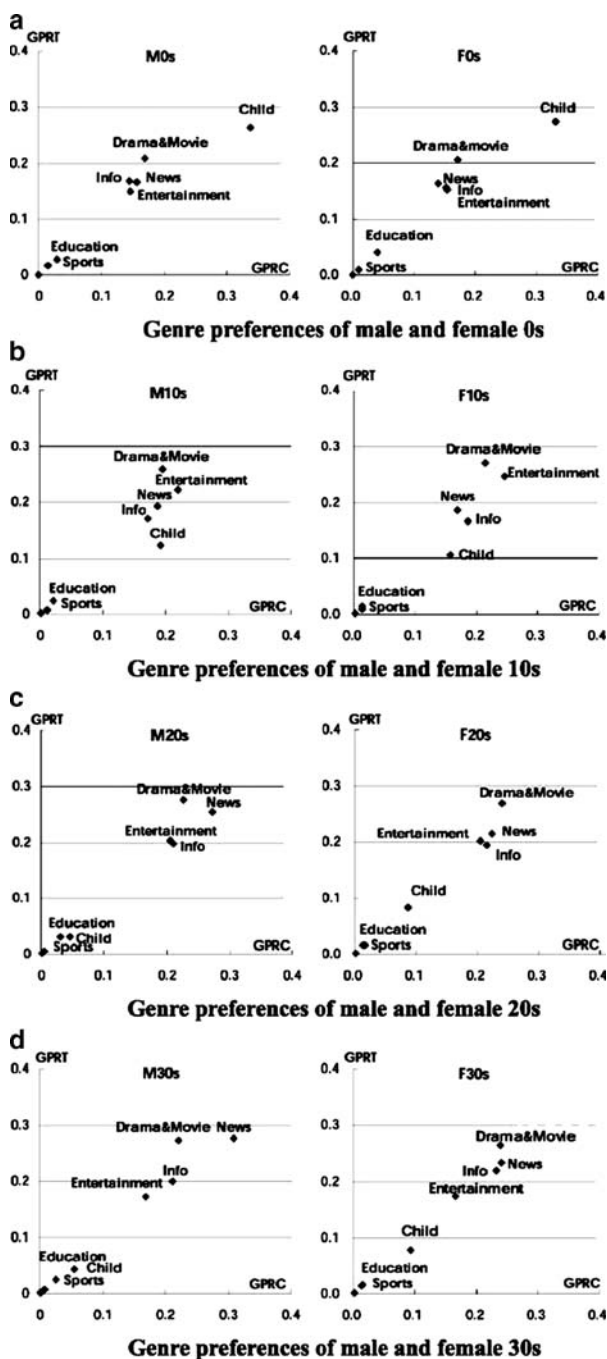 a
GPRT
M0s
F0s
0.4
0.4
0.3
Child
0.3
Child
Drama&Movie
Drama&movie
0.2
0.2
Info
News
News
Entertainment
Info
0.1
0.1
Entertainment
Education
Education
Sports
GPRC
Sports
GPRC
0
0
0.0
0.1
0.2
0.3
0.4
0.0
0.1
0.2
0.3
0.4
Genre preferences of male and female 0s
b
GPRT
GPRT
0.4
M10s
0.4
F10s
0.3
0.3
Drama&Movie
Drama&Movie
Entertainment
Entertainment
0.2
News
0.2
News
Info
Info
Child
0.1
0.1
Child
Education
Education
Sports
GPRC
Sports
GPRC
0
0
0.0
0.1
0.2
0.3
0.4
0.0
0.1
0.2
0.3
0.4
Genre preferences of male and female 10s
c
GPRT
GPRT
0.4
M20s
0.4
F20s
0.3
0.3
Drama&Movie
Drama&Movie
News
0.2
Entertainment
0.2
Entertainment
News
Info
Info
0.1
0.1
Child
Education
Education
Child
Sports
GPRC
Sports
GPRC
0.0
0.0
0.0
0.1
0.2
0.3
0.4
0.0
0.1
0.2
0.3
0.4
Genre preferences of male and female 20s
d
GPRT
GPRT
0.4
M30s
0.4
F30s
0.3
0.3
Drama&Movie
News
Drama&Movie
Info
Info
News
0.2
Entertainment
0.2
Entertainment
0.1
0.1
Child
Education
Education
Child
Sports
GPRC
Sports
GPRC
0
0
0.0
0.1
0.2
0.3
0.4
0.0
0.1
0.2
0.3
0.4
Genre preferences of male and female 30s